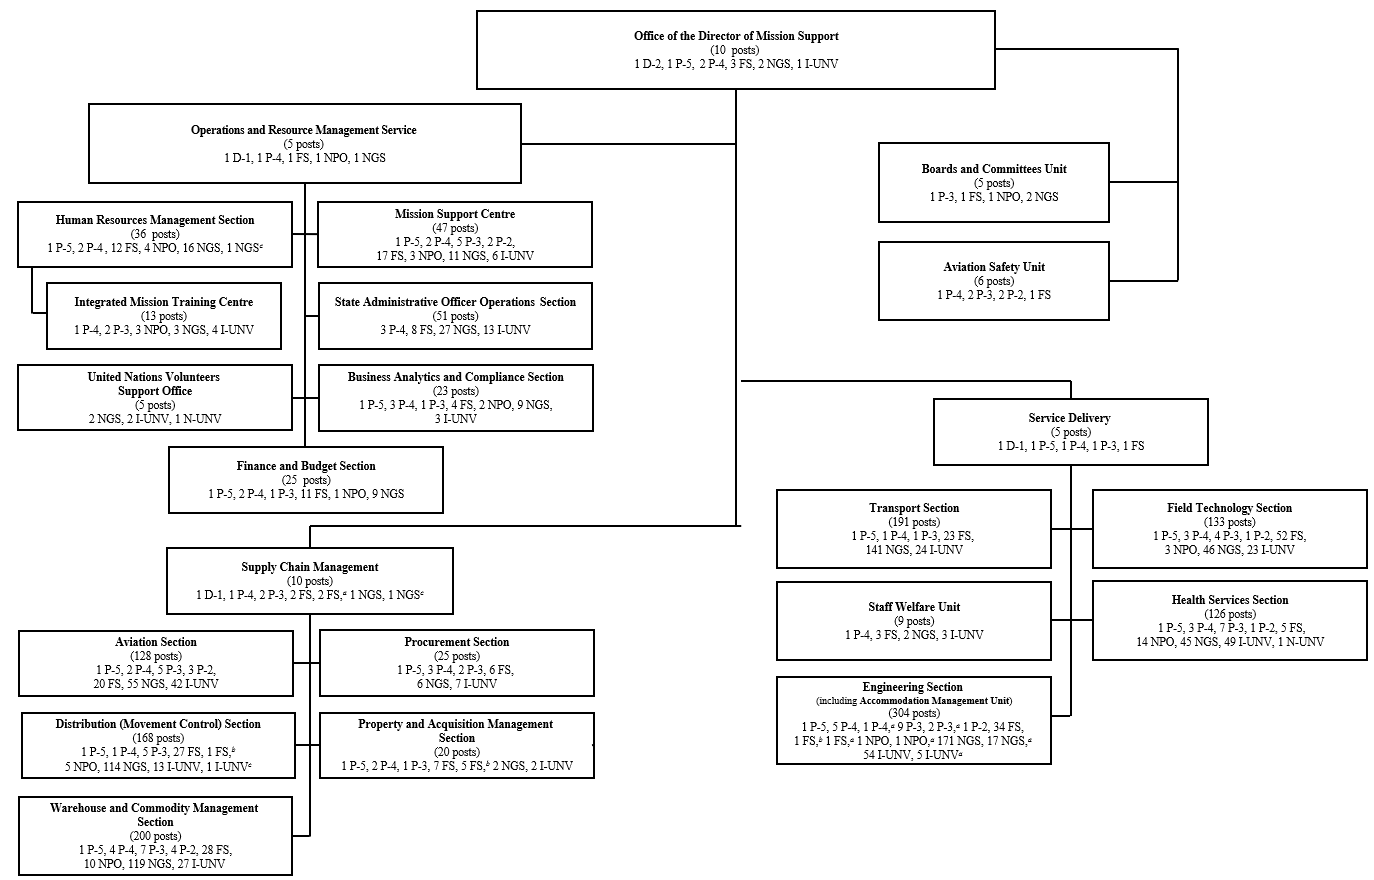 Office of the Director of Mission Support
(10 posts)
1 D-2, 1 P-5, 2 P-4, 3 FS, 2 NGS, 1 I-UNV
Operations and Resource Management Service
(5 posts)
1 D-1, 1 P-4, 1 FS, 1 NPO, 1 NGS
Boards and Committees Unit
(5 posts)
1 P-3, 1 FS, 1 NPO, 2 NGS
Aviation Safety Unit
(6 posts)
1 P-4, 2 P-3, 2 P-2, 1 FS
Human Resources Management Section
(36 posts)
1 P-5, 2 P-4 , 12 FS, 4 NPO, 16 NGS, 1 NGSᶜ
Mission Support Centre
(47 posts)
1 P-5, 2 P-4, 5 P-3, 2 P-2,
17 FS, 3 NPO, 11 NGS, 6 I-UNV
Integrated Mission Training Centre
(13 posts)
1 P-4, 2 P-3, 3 NPO, 3 NGS, 4 I-UNV
State Administrative Officer Operations Section
(51 posts)
3 P-4, 8 FS, 27 NGS, 13 I-UNV
United Nations Volunteers
Support Office
(5 posts)
2 NGS, 2 I-UNV, 1 N-UNV
Business Analytics and Compliance Section
(23 posts)
1 P-5, 3 P-4, 1 P-3, 4 FS, 2 NPO, 9 NGS,
3 I-UNV
Finance and Budget Section
(25 posts)
1 P-5, 2 P-4, 1 P-3, 11 FS, 1 NPO, 9 NGS
Supply Chain Management
(10 posts)
1 D-1, 1 P-4, 2 P-3, 2 FS, 2 FS,ᵃ 1 NGS, 1 NGSᶜ
Aviation Section
(128 posts)
1 P-5, 2 P-4, 5 P-3, 3 P-2,
20 FS, 55 NGS, 42 I-UNV
Procurement Section
(25 posts)
1 P-5, 3 P-4, 2 P-3, 6 FS,
6 NGS, 7 I-UNV
Distribution (Movement Control) Section
(168 posts)
1 P-5, 1 P-4, 5 P-3, 27 FS, 1 FS,ᵇ
5 NPO, 114 NGS, 13 I-UNV, 1 I-UNVᶜ
Property and Acquisition Management
Section
(20 posts)
1 P-5, 2 P-4, 1 P-3, 7 FS, 5 FS,ᵇ 2 NGS, 2 I-UNV
Warehouse and Commodity Management
Section
(200 posts)
1 P-5, 4 P-4, 7 P-3, 4 P-2, 28 FS,
10 NPO, 119 NGS, 27 I-UNV
Service Delivery
(5 posts)
1 D-1, 1 P-5, 1 P-4, 1 P-3, 1 FS
Transport Section
(191 posts)
1 P-5, 1 P-4, 1 P-3, 23 FS,
141 NGS, 24 I-UNV
Field Technology Section
(133 posts)
1 P-5, 3 P-4, 4 P-3, 1 P-2, 52 FS,
3 NPO, 46 NGS, 23 I-UNV
Staff Welfare Unit
(9 posts)
1 P-4, 3 FS, 2 NGS, 3 I-UNV
Health Services Section
(126 posts)
1 P-5, 3 P-4, 7 P-3, 1 P-2, 5 FS,
14 NPO, 45 NGS, 49 I-UNV, 1 N-UNV
Engineering Section
(including Accommodation Management Unit)
(304 posts)
1 P-5, 5 P-4, 1 P-4,ᵃ 9 P-3, 2 P-3,ᵃ 1 P-2, 34 FS,
1 FS,ᵇ 1 FS,ᵃ 1 NPO, 1 NPO,ᵃ 171 NGS, 17 NGS,ᵃ
54 I-UNV, 5 I-UNVᵃ